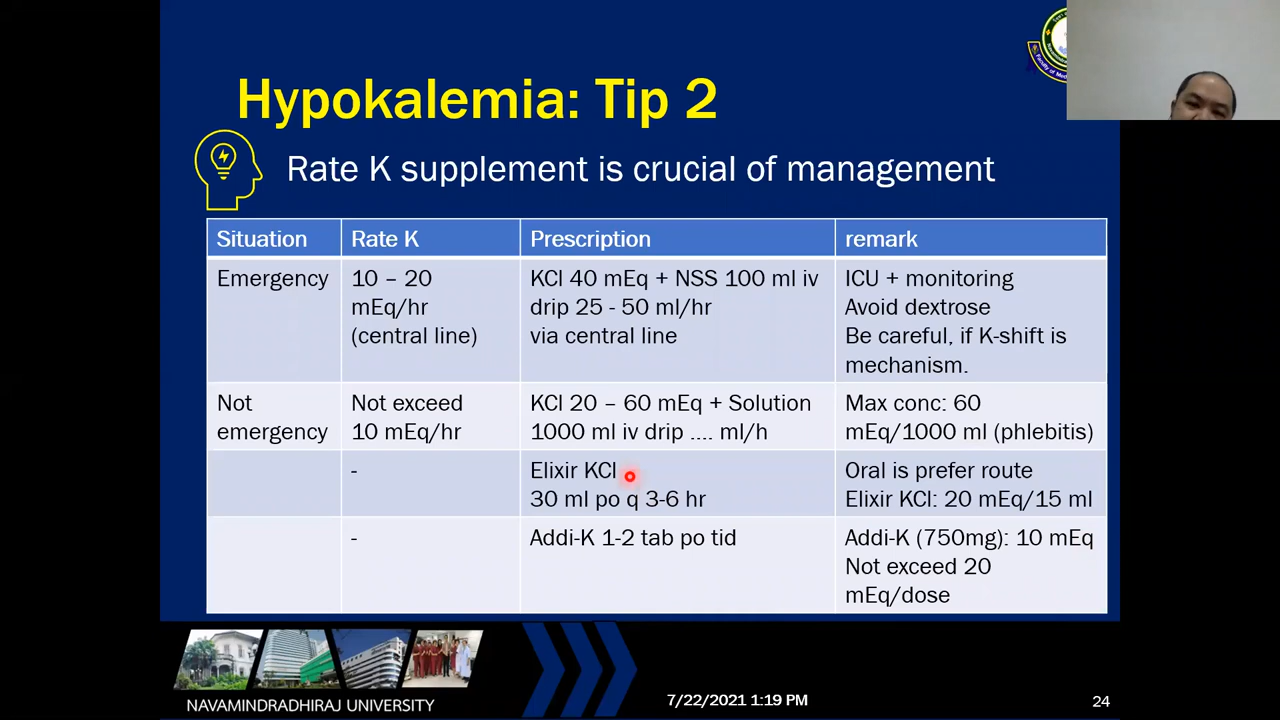 Hypokalemia: Tip 2
Rate K supplement is crucial of management
Situation Rate K Prescription remark
Emergency
10 – 20
mEq/hr
(central line)
KCl 40 mEq + NSS 100 ml iv
drip 25 - 50 ml/hr
via central line
ICU + monitoring
Avoid dextrose
Be careful, if K-shift is
mechanism.
Not
emergency
Not exceed
10 mEq/hr
KCl 20 – 60 mEq + Solution
1000 ml iv drip .... ml/h
Max conc: 60
mEq/1000 ml (phlebitis)
-
Elixir KCl
30 ml po q 3-6 hr
Oral is prefer route
Elixir KCl: 20 mEq/15 ml
-
Addi-K 1-2 tab po tid
Addi-K (750mg): 10 mEq
Not exceed 20
mEq/dose
NAVAMINDRADHIRAJ UNIVERSITY
7/22/2021 1:19 PM
24